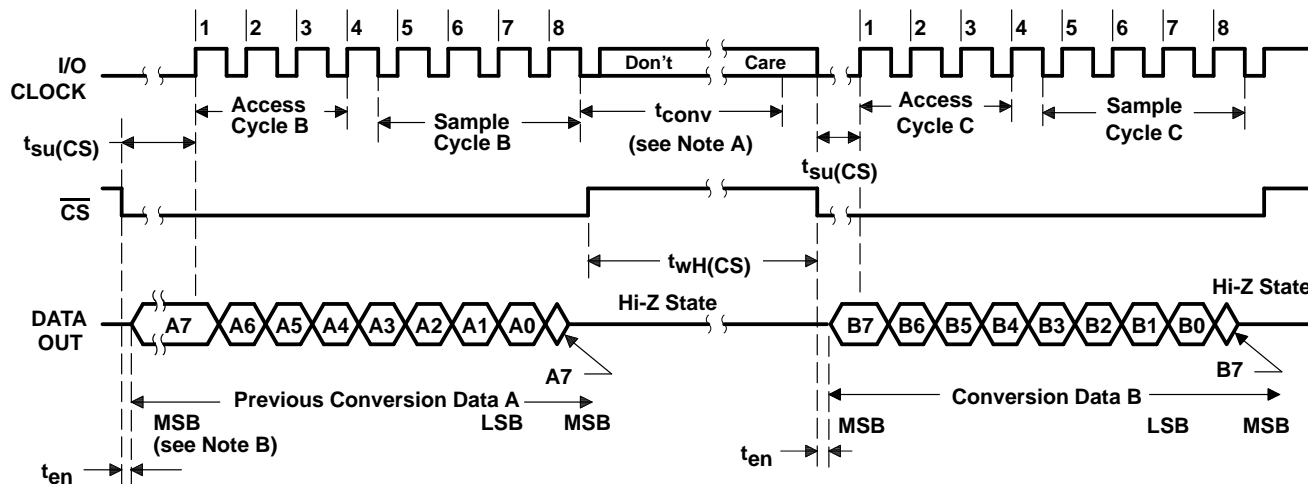 1 2 3 4 5 6 7 8 1 2 3 4 5 6 7 8
I/O
CLOCK
Don't Care
Access
Cycle B
Sample
Cycle B
tconv
(see Note A)
Access
Cycle C
Sample
Cycle C
tsu(CS)
tsu(CS)
CS
twH(CS)
DATA
OUT
A7 A6 A5 A4 A3 A2 A1 A0
Hi-Z State
B7 B6 B5 B4 B3 B2 B1 B0
Hi-Z State
A7
B7
Previous Conversion Data A
Conversion Data B
MSB
(see Note B)
LSB
MSB
MSB
LSB
MSB
ten
ten